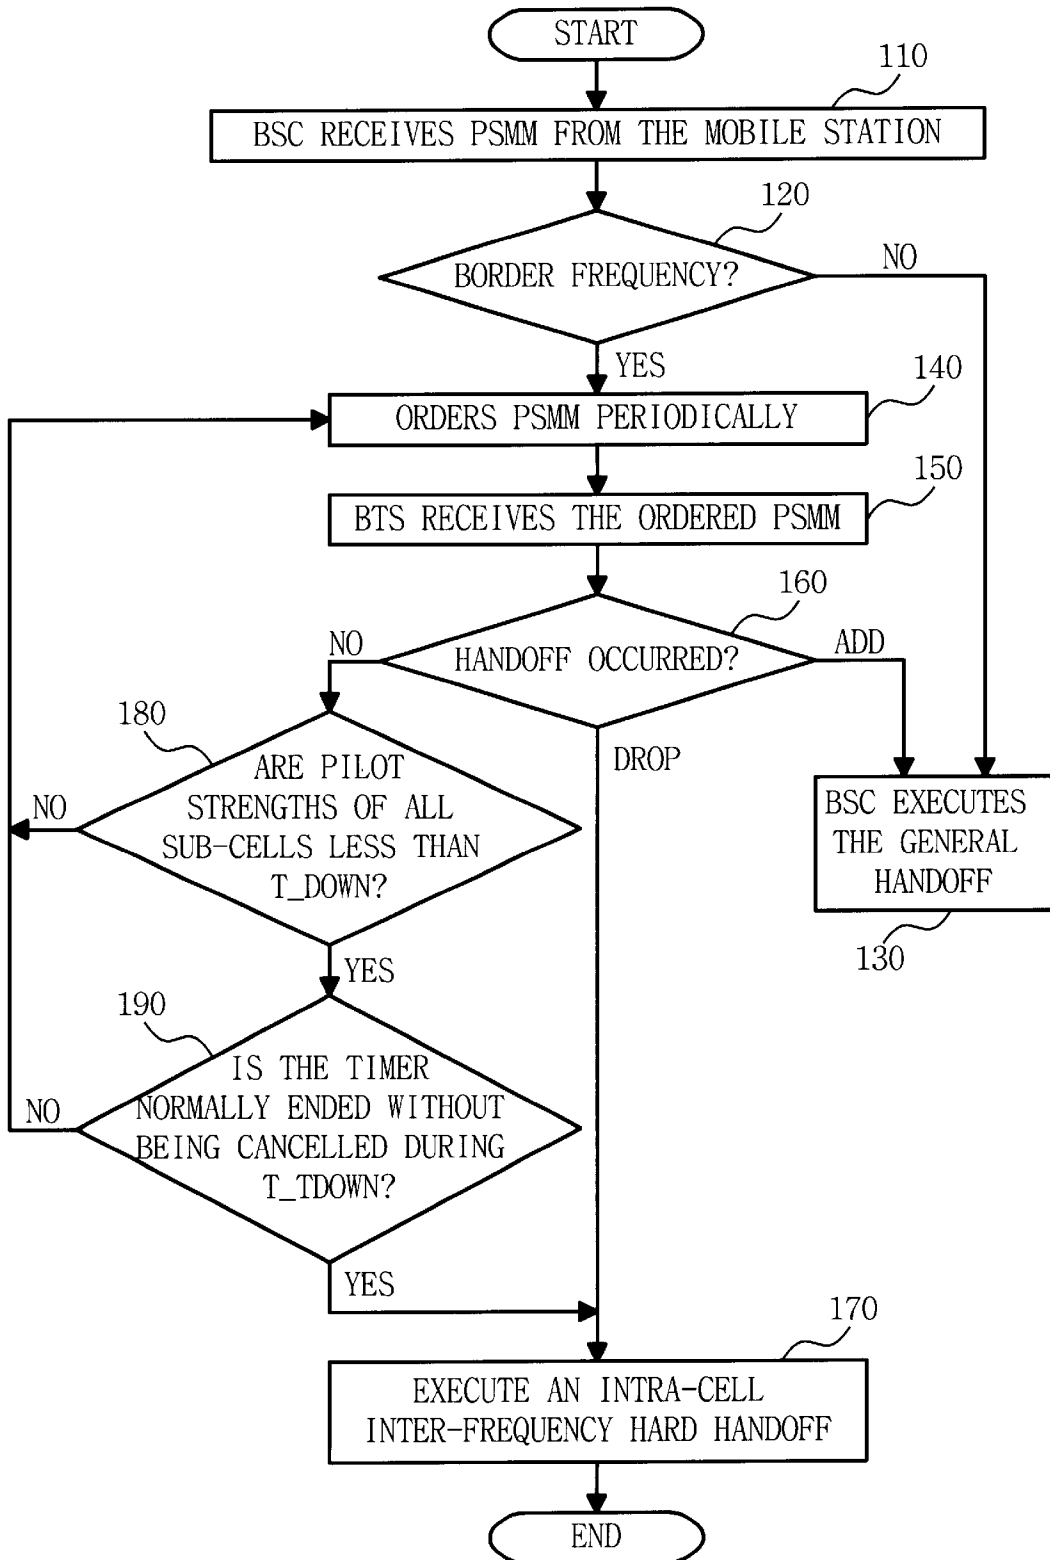 START
110
BSC RECEIVES PSMM FROM THE MOBILE STATION
120
BORDER FREQUENCY?
NO
YES
140
ORDERS PSMM PERIODICALLY
150
BTS RECEIVES THE ORDERED PSMM
160
HANDOFF OCCURRED?
NO
ADD
DROP
180
ARE PILOT
STRENGTHS OF ALL
SUB-CELLS LESS THAN
T_DOWN?
NO
YES
BSC EXECUTES
THE GENERAL
HANDOFF
130
190
IS THE TIMER
NORMALLY ENDED WITHOUT
BEING CANCELLED DURING
T_TDOWN?
NO
YES
170
EXECUTE AN INTRA-CELL
INTER-FREQUENCY HARD HANDOFF
END